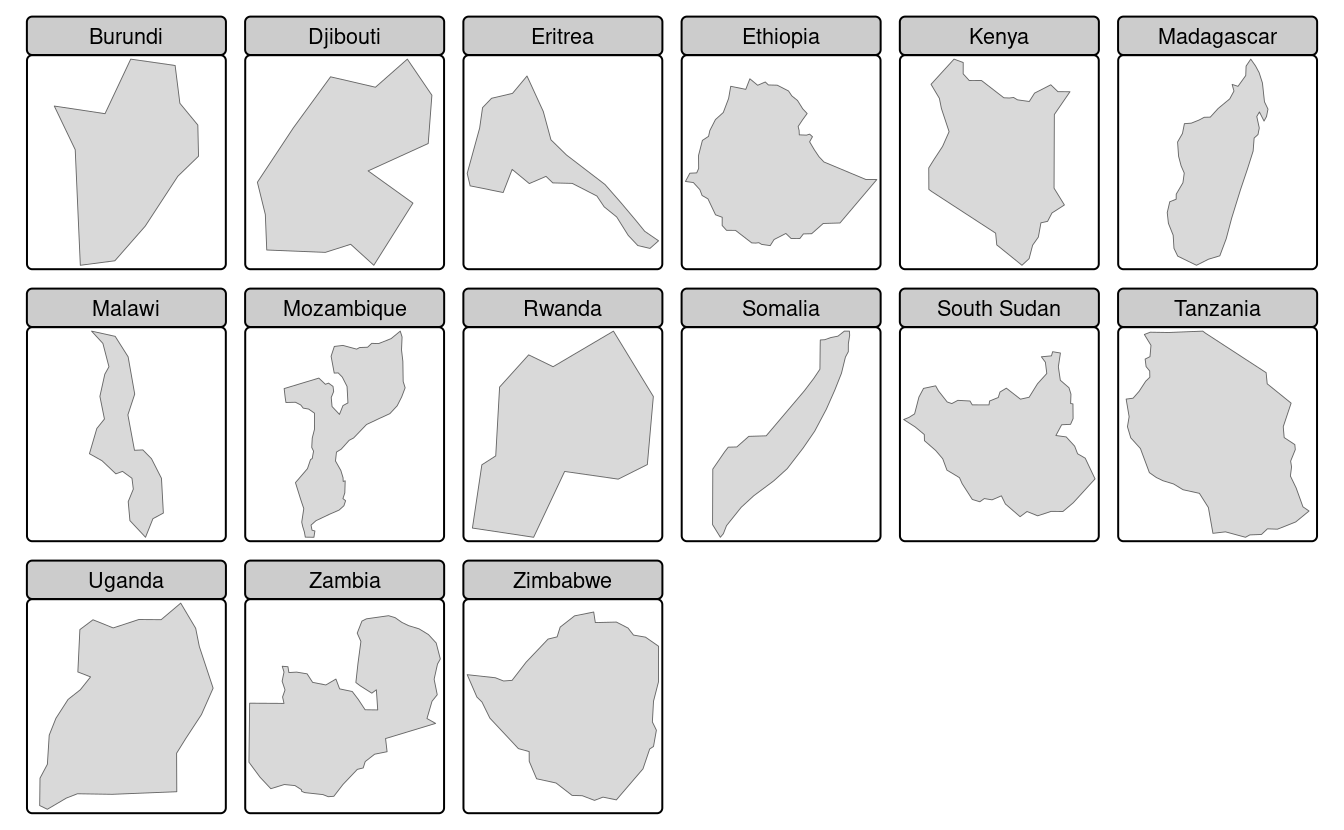 Burundi
Djibouti
Eritrea
Ethiopia
Kenya
Madagascar
Malawi
Mozambique
Rwanda
Somalia
South Sudan
Tanzania
Uganda
Zambia
Zimbabwe